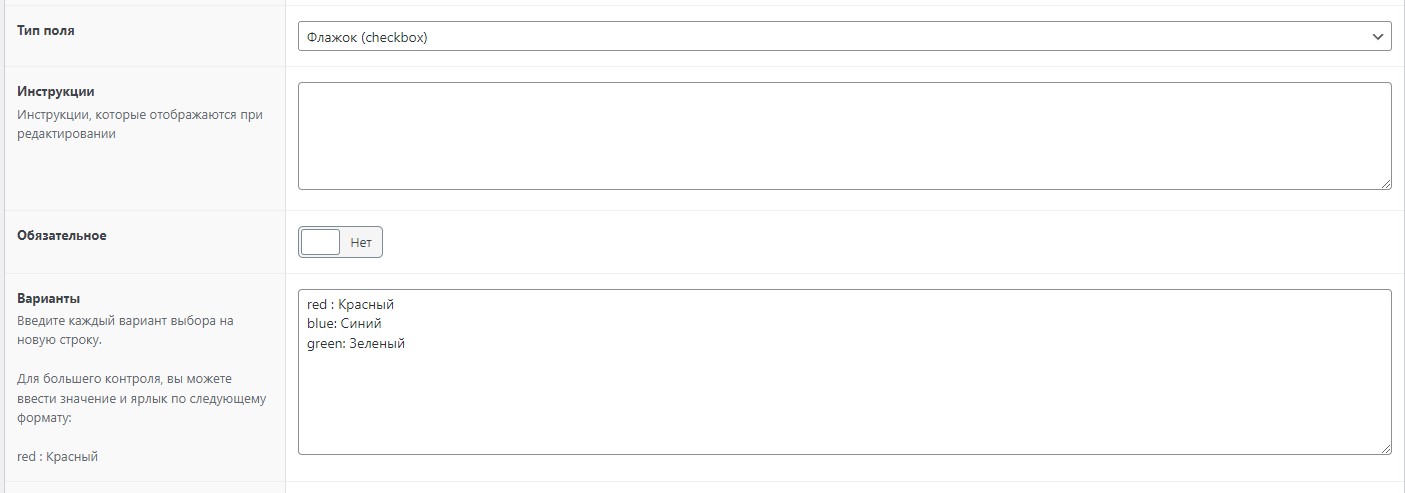 Тип поля
Флажок (checkbox)
Инструкции
Инструкции, которые отображаются при
редактировании
Обязательное
Нет
Варианты
Введите каждый вариант выбора на
новую строку.
Для большего контроля, вы можете
ввести значение и ярлык по следующему
формату:
red : Красный
red : Красный
blue: Синий
green: Зеленый